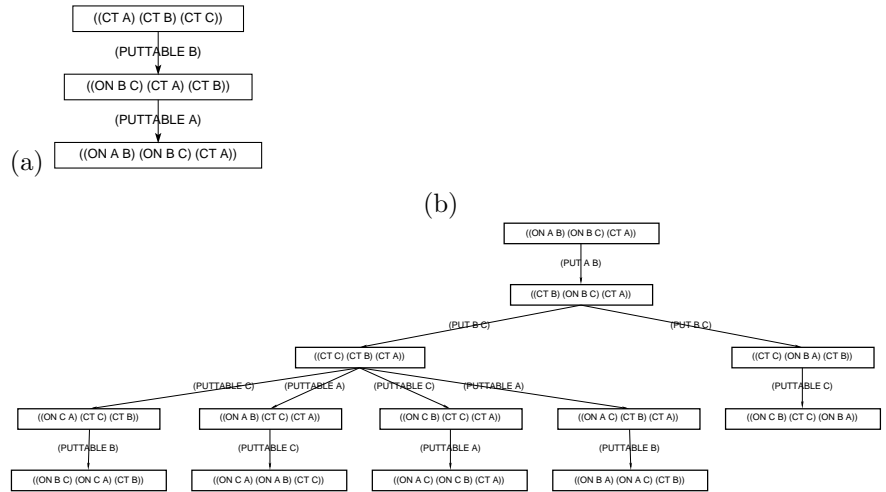 ((CT A) (CT B) (CT C))
(PUTTABLE B)
((ON B C) (CT A) (CT B))
(PUTTABLE A)
(a) ((ON A B) (ON B C) (CT A))
(b)
((ON A B) (ON B C) (CT A))
(PUT A B)
((CT B) (ON B C) (CT A))
(PUT B C) (PUT B C)
((CT C) (CT B) (CT A)) ((CT C) (ON B A) (CT B))
(PUTTABLE C) (PUTTABLE A) (PUTTABLE C) (PUTTABLE A) (PUTTABLE C)
((ON C A) (CT C) (CT B)) ((ON A B) (CT C) (CT A)) ((ON C B) (CT C) (CT A)) ((ON A C) (CT B) (CT A)) ((ON C B) (CT C) (ON B A))
(PUTTABLE B) (PUTTABLE C) (PUTTABLE A) (PUTTABLE B)
((ON B C) (ON C A) (CT B)) ((ON C A) (ON A B) (CT C)) ((ON A C) (ON C B) (CT A)) ((ON B A) (ON A C) (CT B))